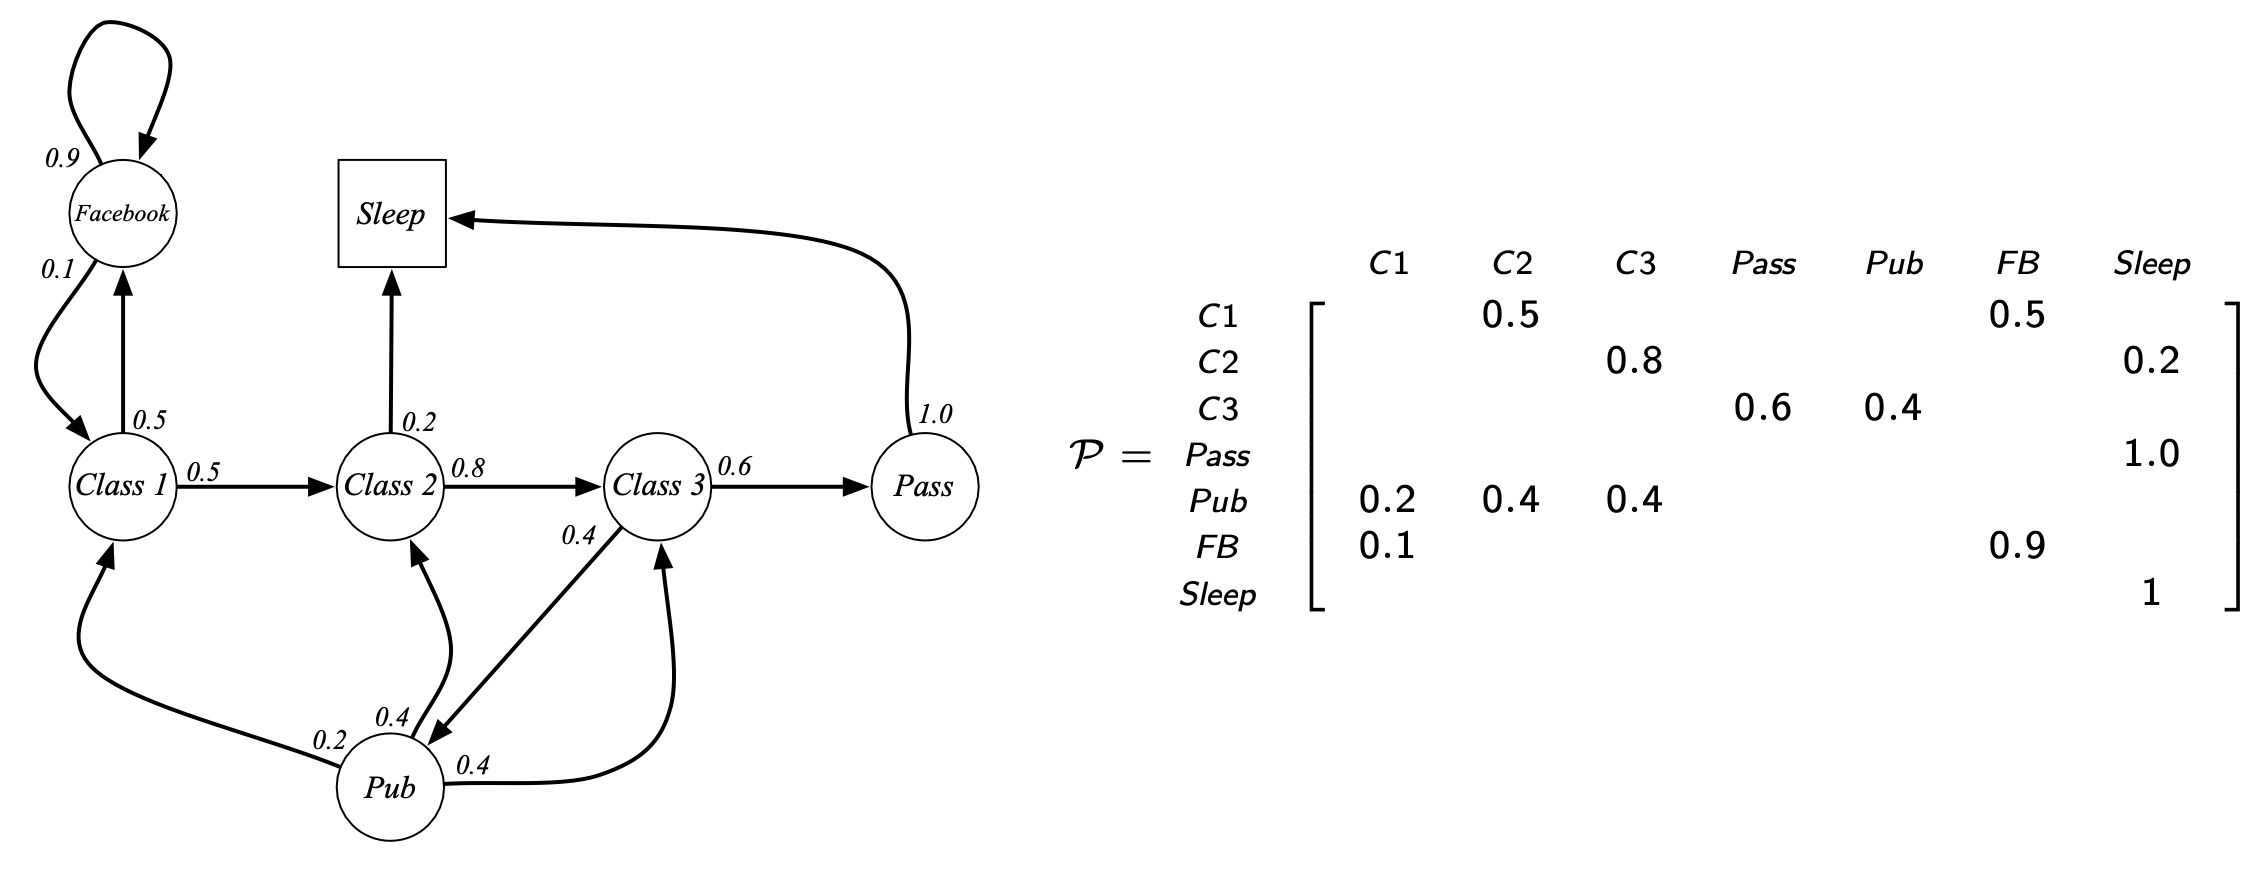 0.9
Facebook
0.1
Sleep
0.5
0.2
1.0
Class 1
0.5
Class 2
0.8
Class 3
0.6
Pass
0.4
0.4
0.2
Pub
0.4
C1 C2 C3 Pass Pub FB Sleep
C1 0.5 0.5
C2 0.8 0.2
C3 0.6 0.4
𝒫 = Pass 1.0
Pub 0.2 0.4 0.4
FB 0.1 0.9
Sleep 1